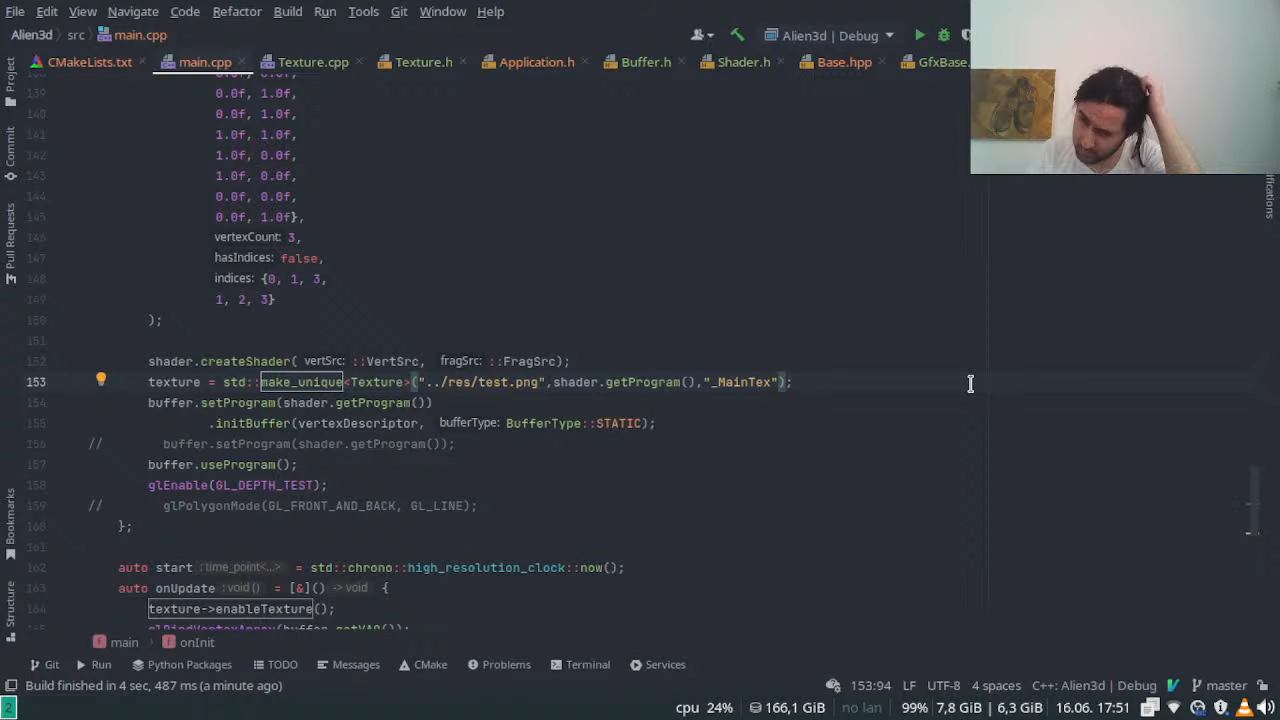 File Edit View Navigate Code Refactor Build Run Tools Git Window Help
Alien3d src main.cpp Alien3d | Debug
CMakeLists.txt main.cpp Texture.cpp Texture.h Application.h Buffer.h Shader.h Base.hpp GfxBase.
139 0.0f, 1.0f,
140 0.0f, 0.0f,
141 1.0f, 1.0f,
142 1.0f, 0.0f,
143 1.0f, 1.0f,
144 0.0f, 0.0f,
145 0.0f, 1.0f},
146 vertexCount: 3,
147 hasIndices: false,
148 indices: {0, 1, 3,
149 1, 2, 3}
150 );
151
152 shader.createShader( vertSrc: ::VertSrc, fragSrc: ::FragSrc);
153 texture = std::make_unique<Texture>("../res/test.png",shader.getProgram(),"_MainTex");
154 buffer.setProgram(shader.getProgram())
155 .initBuffer(vertexDescriptor, bufferType: BufferType::STATIC);
156 // buffer.setProgram(shader.getProgram());
157 buffer.useProgram();
158 glEnable(GL_DEPTH_TEST);
159 // glPolygonMode(GL_FRONT_AND_BACK, GL_LINE);
160 };
161
162 auto start : time_point<...> = std::chrono::high_resolution_clock::now();
163 auto onUpdate : void() = [&]() -> void {
164 texture->enableTexture();
main onInit
Git Run Python Packages TODO Messages CMake Problems Terminal Services
Build finished in 4 sec, 487 ms (a minute ago) 153:94 LF UTF-8 4 spaces C++: Alien3d | Debug master
2 cpu 24% 166,1 GiB no lan 99% 7,8 GiB | 6,3 GiB 16.06. 17:51
Project
Commit
Pull Requests
Bookmarks
Structure
ifications